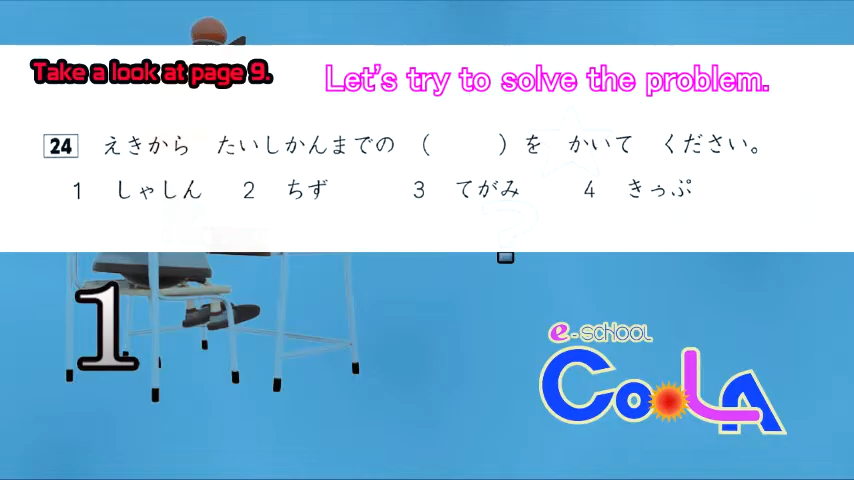 Take a look at page 9.
Let's try to solve the problem.
24 えきから たいしかんまでの ( )を かいて ください。
1 しゃしん 2 ちず 3 てがみ 4 きっぷ
1
e-SCHOOL
CooLA